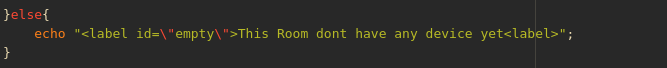 }else{
    echo "<label id=\"empty\">This Room dont have any device yet<label>";
}